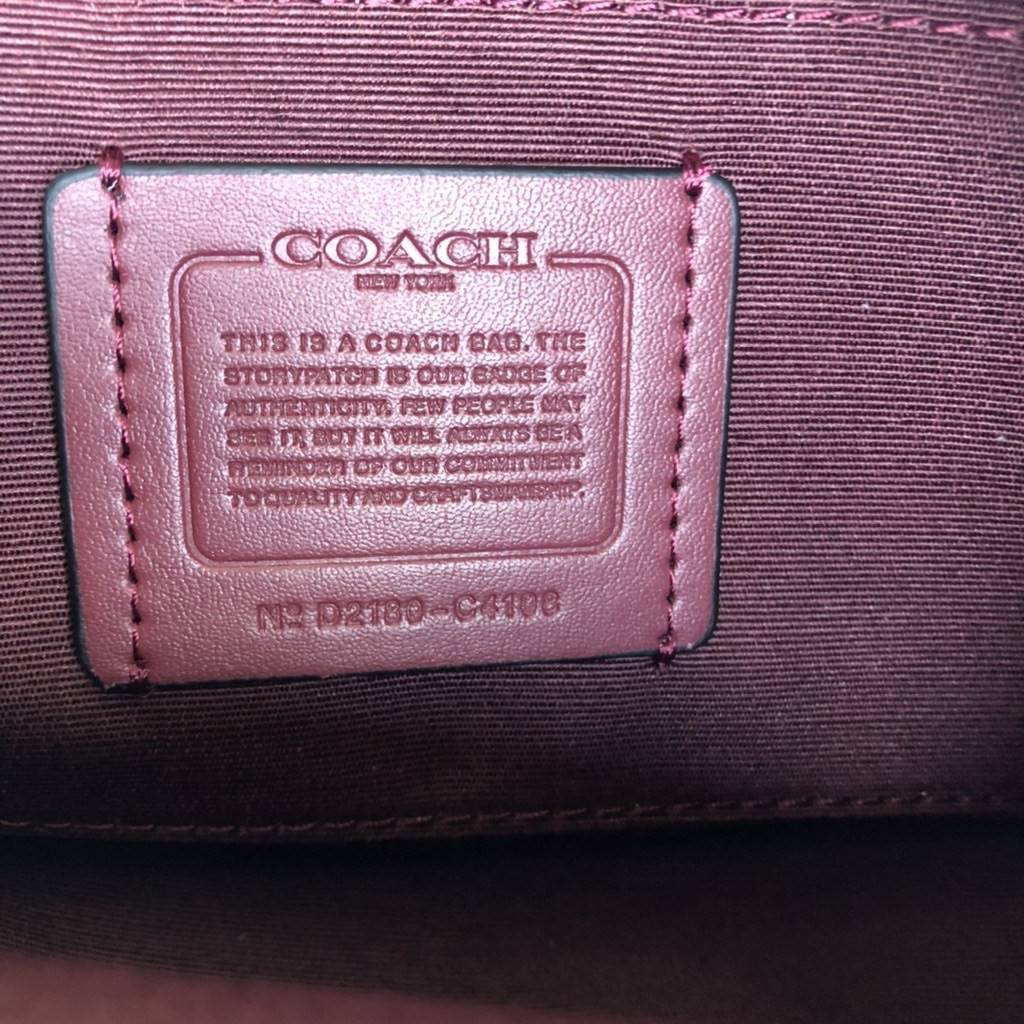 COACH
NEW YORK
THIS IS A COACH BAG. THE
STORYPATCH IS OUR BADGE OF
AUTHENTICITY. FEW PEOPLE MAY
SEE IT, BUT IT WILL ALWAYS BE A
REMINDER OF OUR COMMITMENT
TO QUALITY AND CRAFTSMANSHIP.
Nº